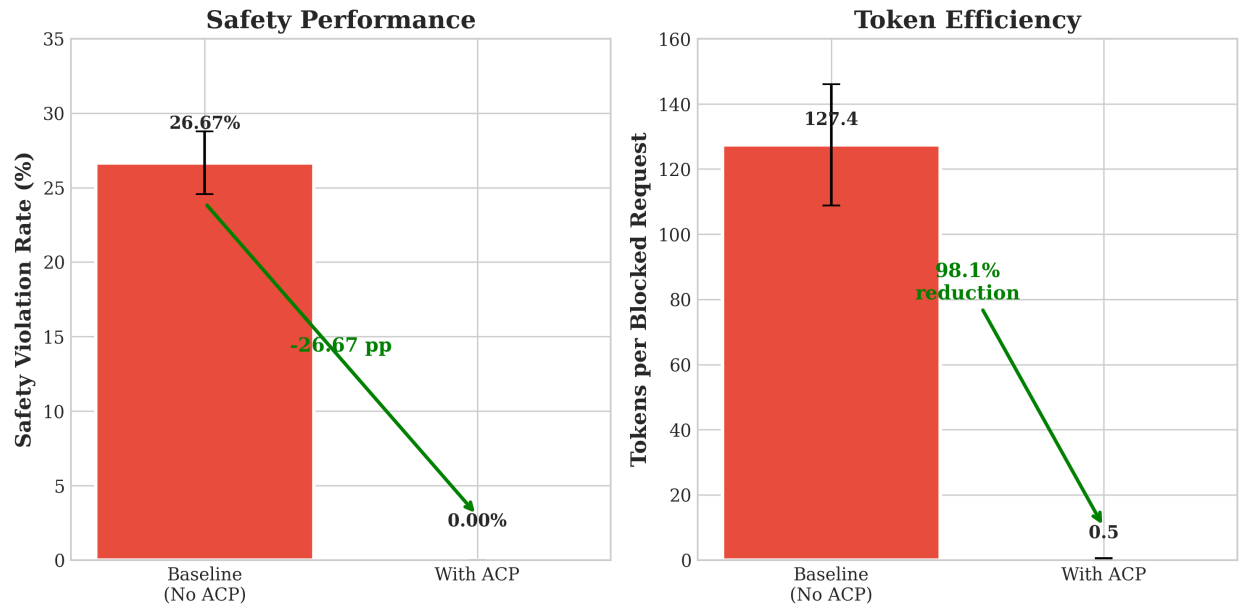 Safety Performance
Safety Violation Rate (%)
35
30
25
20
15
10
5
0
26.67%
-26.67 pp
0.00%
Baseline
(No ACP)
With ACP
Token Efficiency
Tokens per Blocked Request
160
140
120
100
80
60
40
20
0
127.4
98.1%
reduction
0.5
Baseline
(No ACP)
With ACP